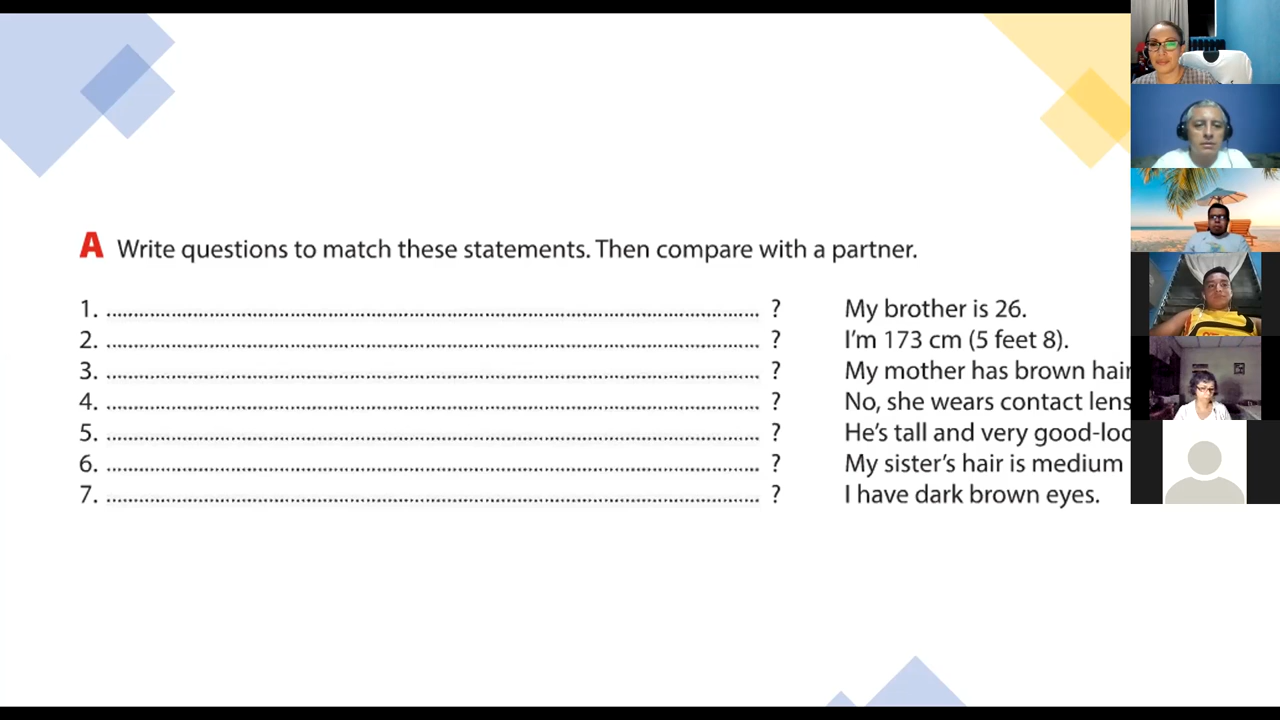 A Write questions to match these statements. Then compare with a partner.
1. ? My brother is 26.
2. ? I'm 173 cm (5 feet 8).
3. ? My mother has brown hair
4. ? No, she wears contact
5. ? He's tall and very
6. ? My sister's hair is medium
7. ? I have dark brown eyes.